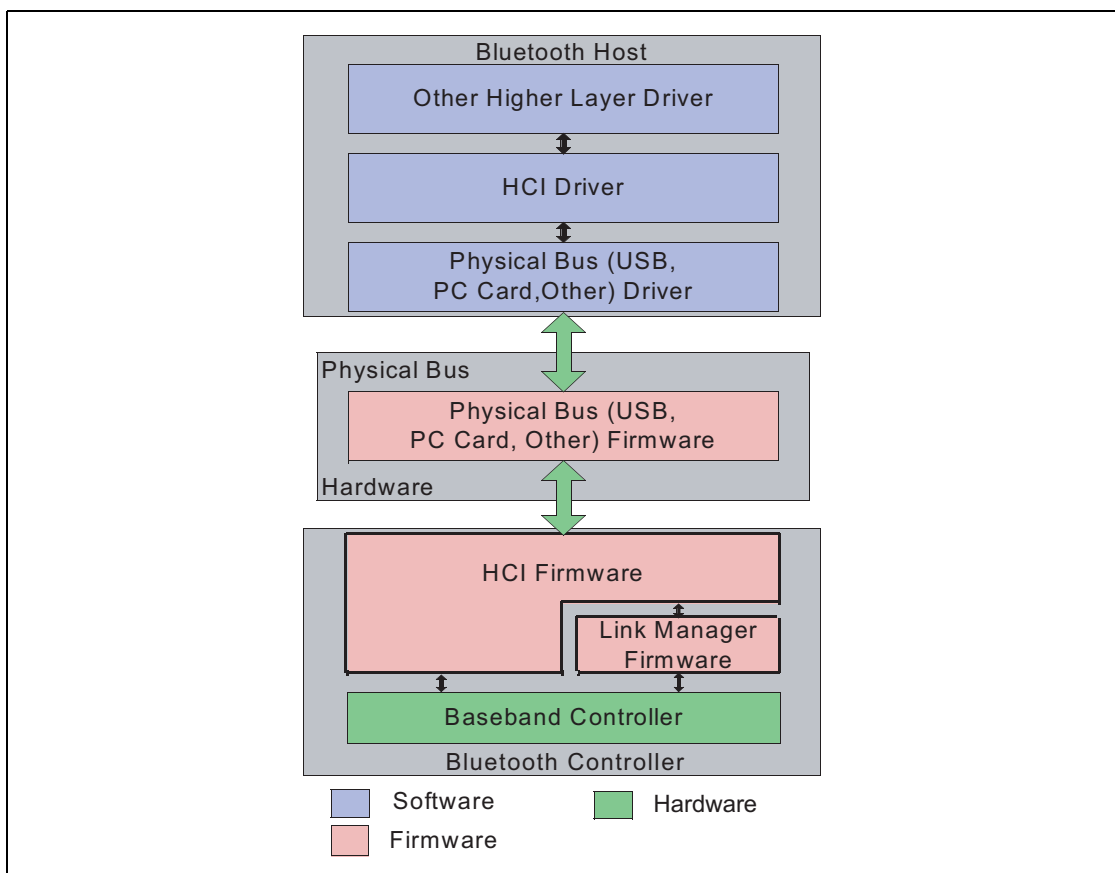 Bluetooth Host
Other Higher Layer Driver
HCI Driver
Physical Bus (USB,
PC Card,Other) Driver
Physical Bus
Physical Bus (USB,
PC Card, Other) Firmware
Hardware
HCI Firmware
Link Manager
Firmware
Baseband Controller
Bluetooth Controller
Software
Hardware
Firmware